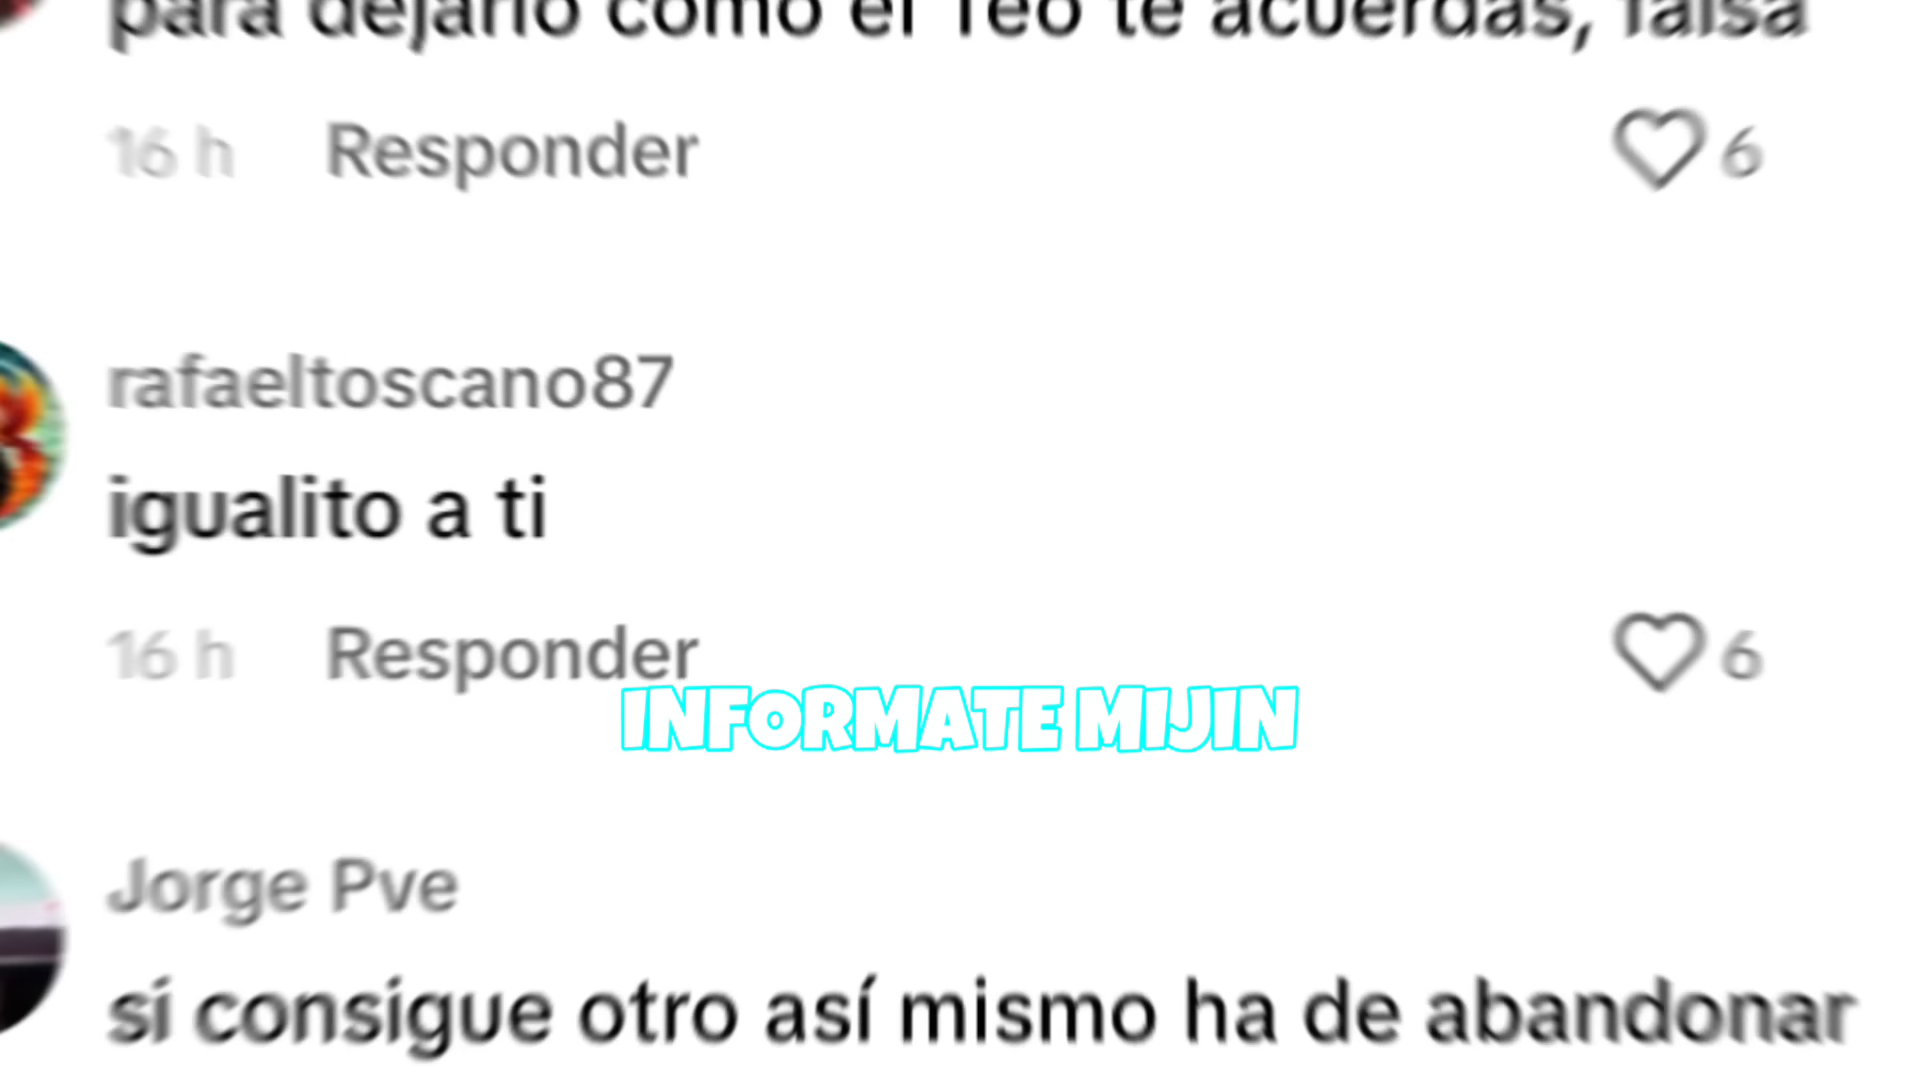 para dejarlo como el Teo te acuerdas, falsa
16 h Responder 6
rafaeltoscano87
igualito a ti
16 h Responder 6
INFORMATE MIJIN
Jorge Pve
sí consigue otro así mismo ha de abandonar